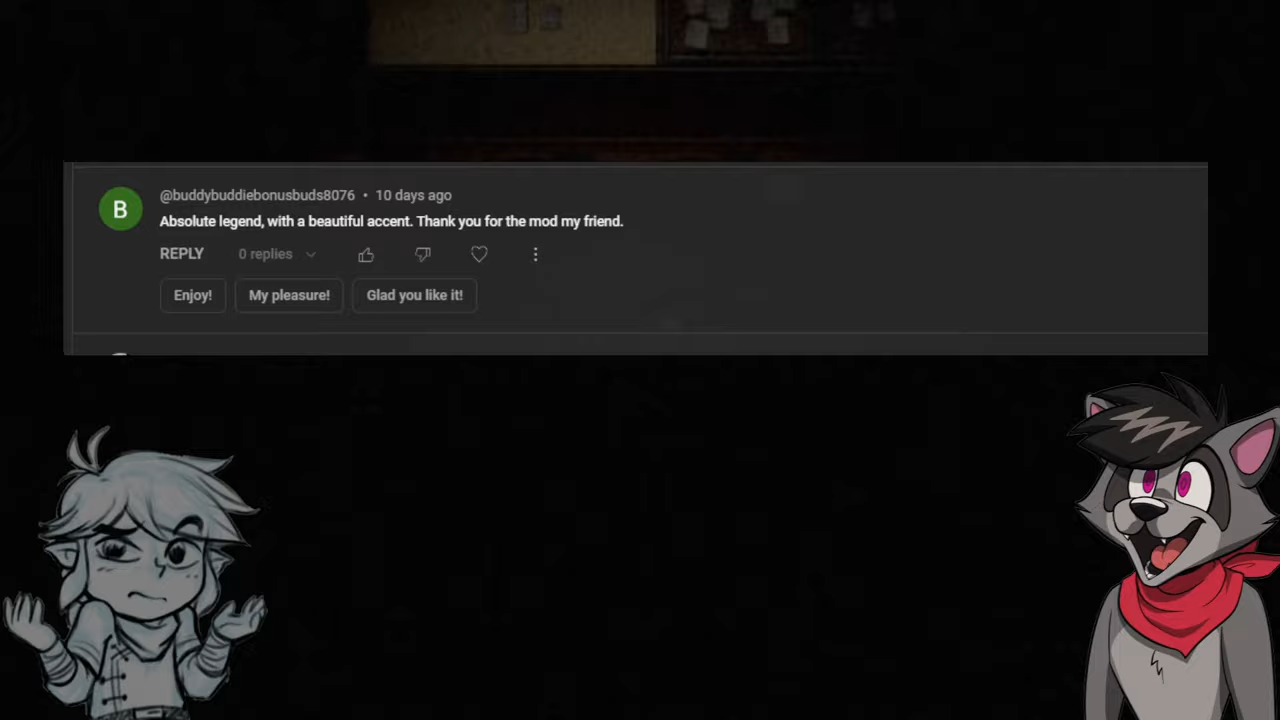 B
@buddybuddiebonusbuds8076 • 10 days ago
Absolute legend, with a beautiful accent. Thank you for the mod my friend.
REPLY 0 replies
Enjoy! My pleasure! Glad you like it!